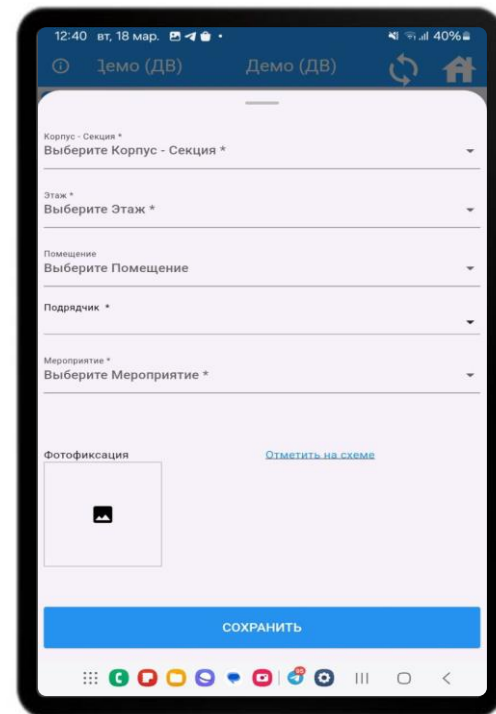 12:40 вт, 18 мар. 40%
Демо (ДВ) Демо (ДВ)
Корпус - Секция *
Выберите Корпус - Секция *
Этаж *
Выберите Этаж *
Помещение
Выберите Помещение
Подрядчик *
Мероприятие *
Выберите Мероприятие *
Фотофиксация Отметить на схеме
СОХРАНИТЬ